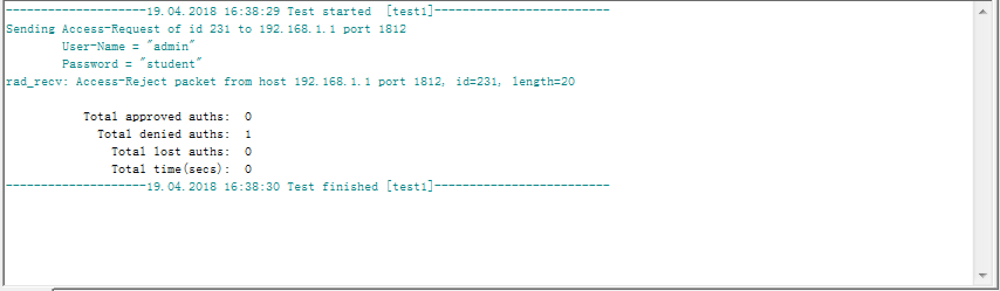 --------------------19.04.2018 16:38:29 Test started  [test1]-------------------------
Sending Access-Request of id 231 to 192.168.1.1 port 1812
        User-Name = "admin"
        Password = "student"
rad_recv: Access-Reject packet from host 192.168.1.1 port 1812, id=231, length=20
           Total approved auths:  0
             Total denied auths:  1
               Total lost auths:  0
               Total time(secs):  0
--------------------19.04.2018 16:38:30 Test finished [test1]-------------------------